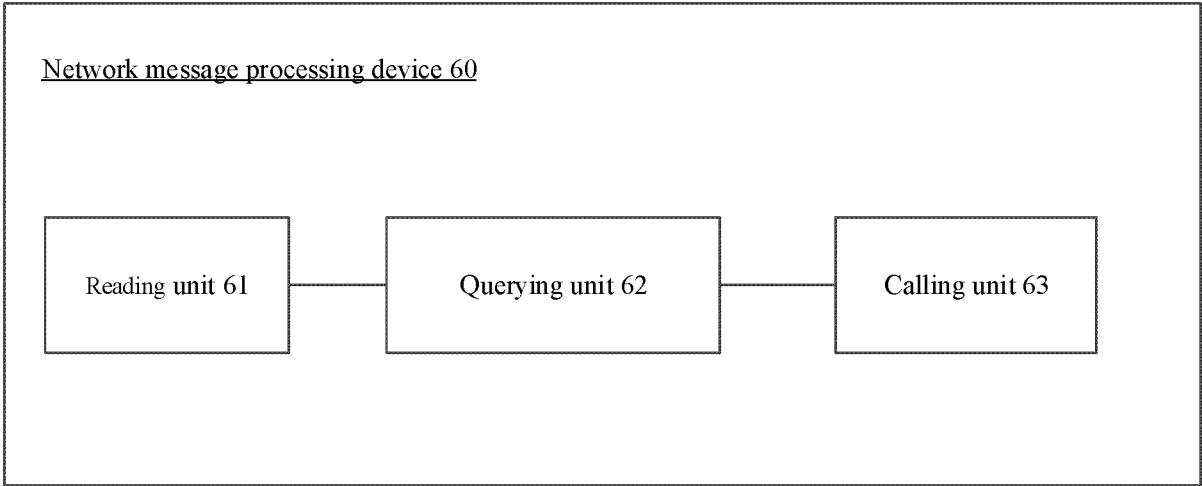 Network message processing device 60
Reading unit 61
Querying unit 62
Calling unit 63